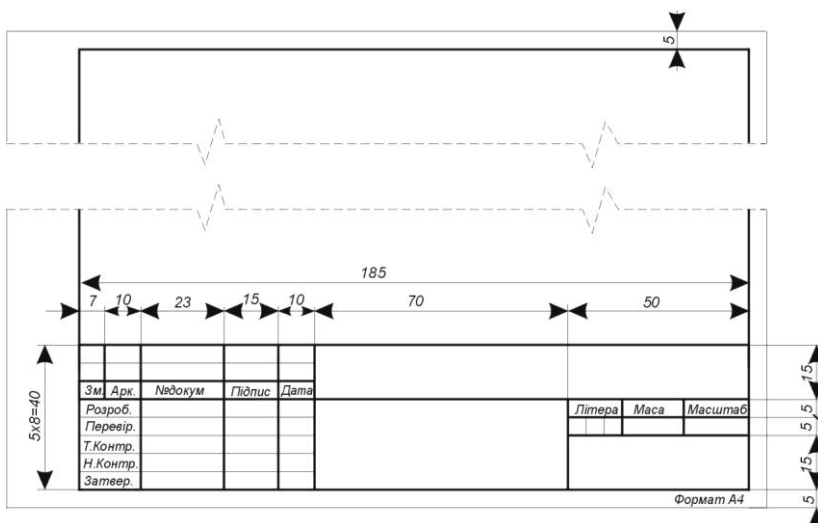 5
185
7 10 23 15 10 70 50
5x8=40
15
Зм. Арк. №докум Підпис Дата
Розроб. Літера Маса Масштаб 5
Перевір. 5
Т.Контр.
Н.Контр. 15
Затвер.
Формат А4 5